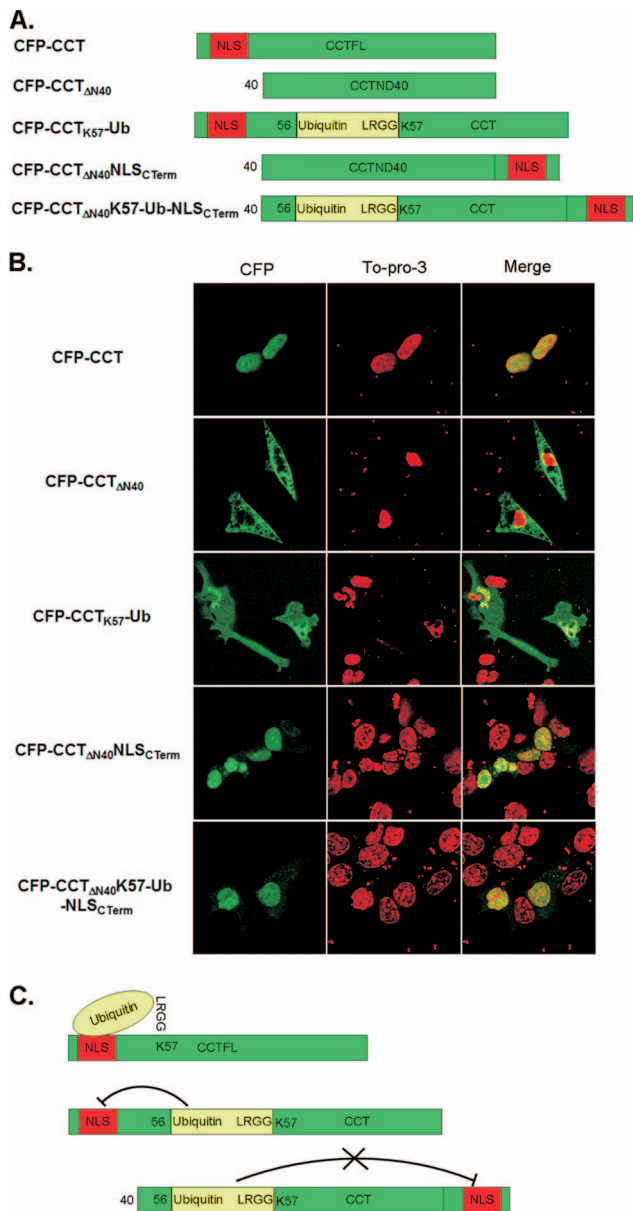 A.
CFP-CCT NLS CCTFL
CFP-CCTΔN40 40 CCTND40
CFP-CCTK57-Ub NLS 56 Ubiquitin LRGG K57 CCT
CFP-CCTΔN40NLSCTerm 40 CCTND40 NLS
CFP-CCTΔN40K57-Ub-NLSCTerm 40 56 Ubiquitin LRGG K57 CCT NLS
B.
CFP To-pro-3 Merge
CFP-CCT
CFP-CCTΔN40
CFP-CCTK57-Ub
CFP-CCTΔN40NLSCTerm
CFP-CCTΔN40K57-Ub
-NLSCTerm
C.
Ubiquitin LRGG
NLS K57 CCTFL
NLS 56 Ubiquitin LRGG K57 CCT
40 56 Ubiquitin LRGG K57 CCT NLS